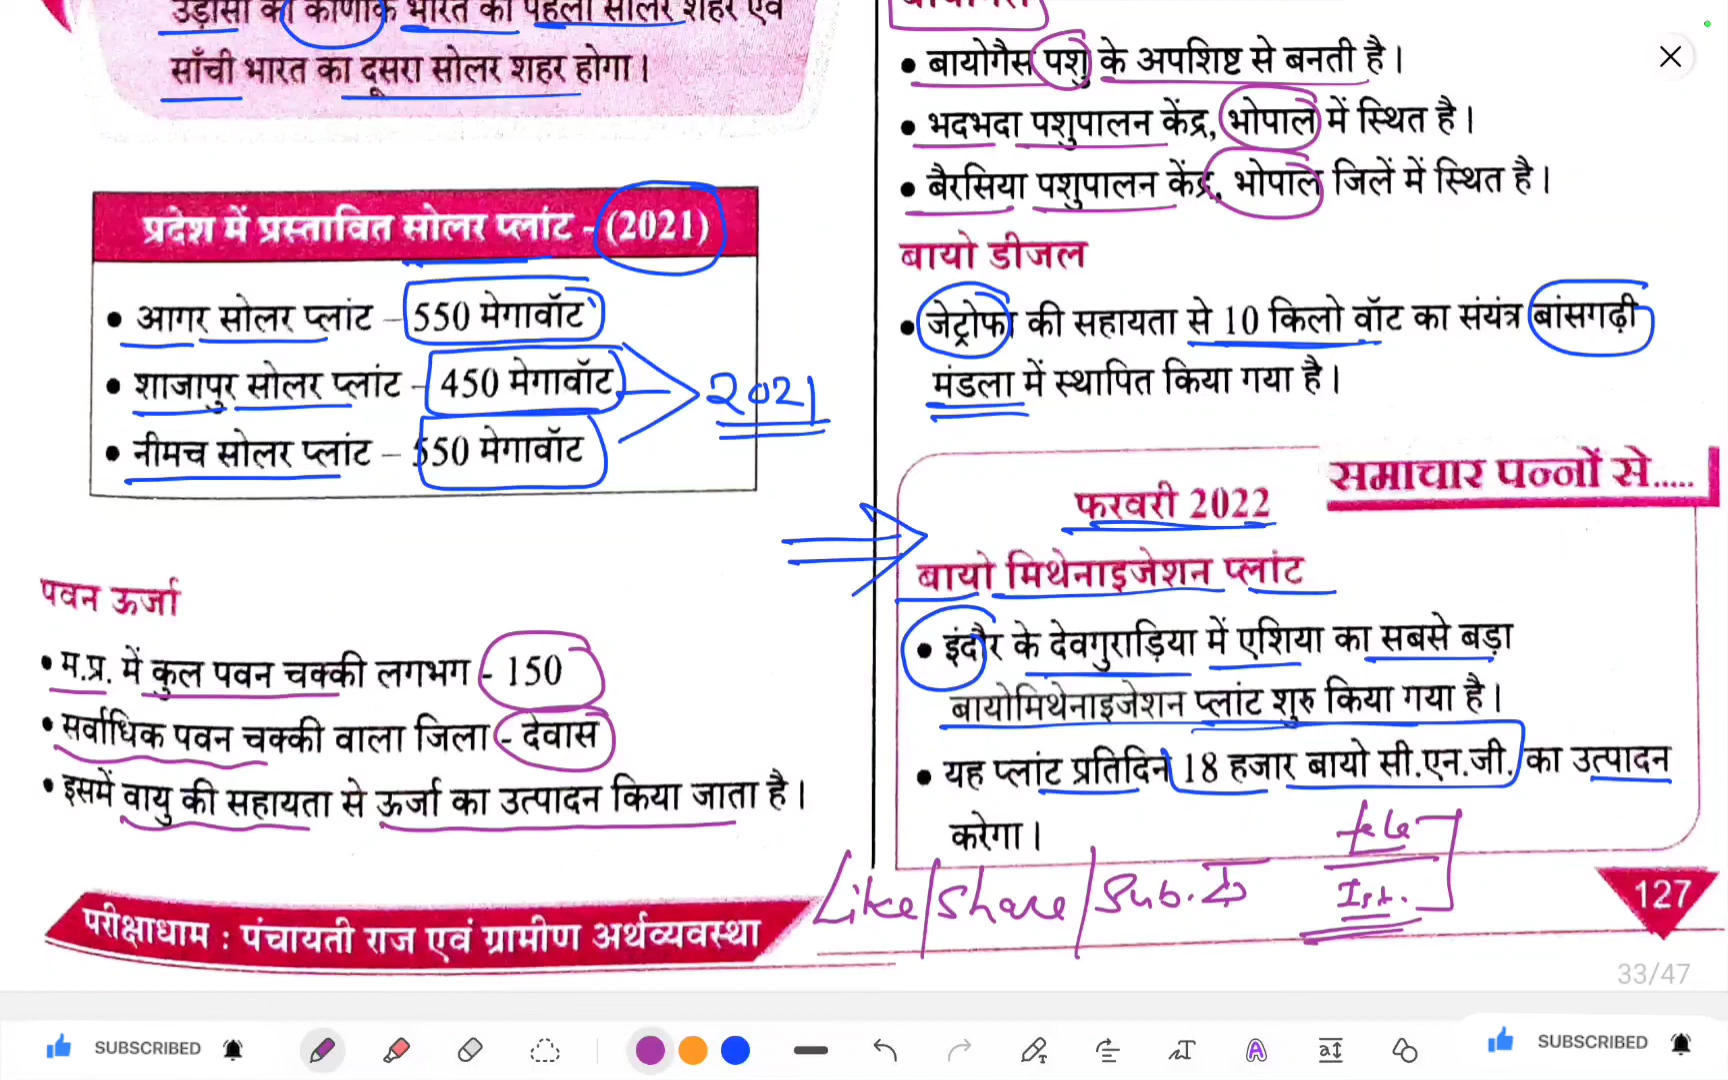 उड़ीसा का कोणार्क भारत का पहला सोलर शहर एवं
साँची भारत का दूसरा सोलर शहर होगा।
प्रदेश में प्रस्तावित सोलर प्लांट - (2021)
• आगर सोलर प्लांट – 550 मेगावॉट
• शाजापुर सोलर प्लांट – 450 मेगावॉट
• नीमच सोलर प्लांट – 550 मेगावॉट
2021
पवन ऊर्जा
• म.प्र. में कुल पवन चक्की लगभग - 150
• सर्वाधिक पवन चक्की वाला जिला - देवास
• इसमें वायु की सहायता से ऊर्जा का उत्पादन किया जाता है।
परीक्षाधाम : पंचायती राज एवं ग्रामीण अर्थव्यवस्था
• बायोगैस पशु के अपशिष्ट से बनती है।
• भदभदा पशुपालन केंद्र, भोपाल में स्थित है।
• बैरसिया पशुपालन केंद्र, भोपाल जिलें में स्थित है।
बायो डीजल
• जेट्रोफा की सहायता से 10 किलो वॉट का संयंत्र बांसगढ़ी
मंडला में स्थापित किया गया है।
समाचार पन्नों से.....
फरवरी 2022
बायो मिथेनाइजेशन प्लांट
• इंदौर के देवगुराड़िया में एशिया का सबसे बड़ा
बायोमिथेनाइजेशन प्लांट शुरु किया गया है।
• यह प्लांट प्रतिदिन 18 हजार बायो सी.एन.जी. का उत्पादन
करेगा।
Like/Share/Sub.
127
33/47
SUBSCRIBED
SUBSCRIBED